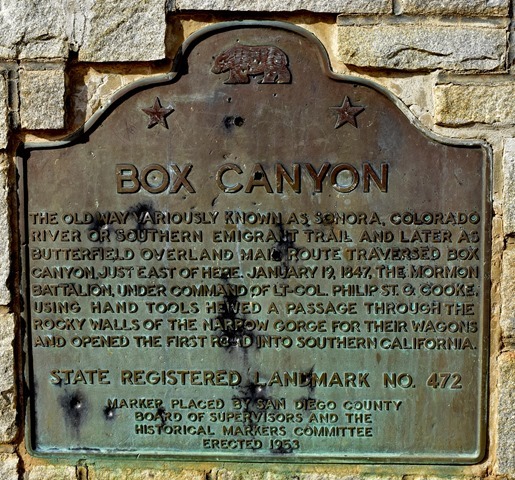 BOX CANYON
THE OLD WAY VARIOUSLY KNOWN AS SONORA, COLORADO
RIVER OR SOUTHERN EMIGRANT TRAIL AND LATER AS
BUTTERFIELD OVERLAND MAIL ROUTE TRAVERSED BOX
CANYON, JUST EAST OF HERE. JANUARY 19, 1847, THE MORMON
BATTALION, UNDER COMMAND OF LT-COL. PHILIP ST. G. COOKE,
USING HAND TOOLS HEWED A PASSAGE THROUGH THE
ROCKY WALLS OF THE NARROW GORGE FOR THEIR WAGONS
AND OPENED THE FIRST ROAD INTO SOUTHERN CALIFORNIA.
STATE REGISTERED LANDMARK NO. 472
MARKER PLACED BY SAN DIEGO COUNTY
BOARD OF SUPERVISORS AND THE
HISTORICAL MARKERS COMMITTEE
ERECTED 1953